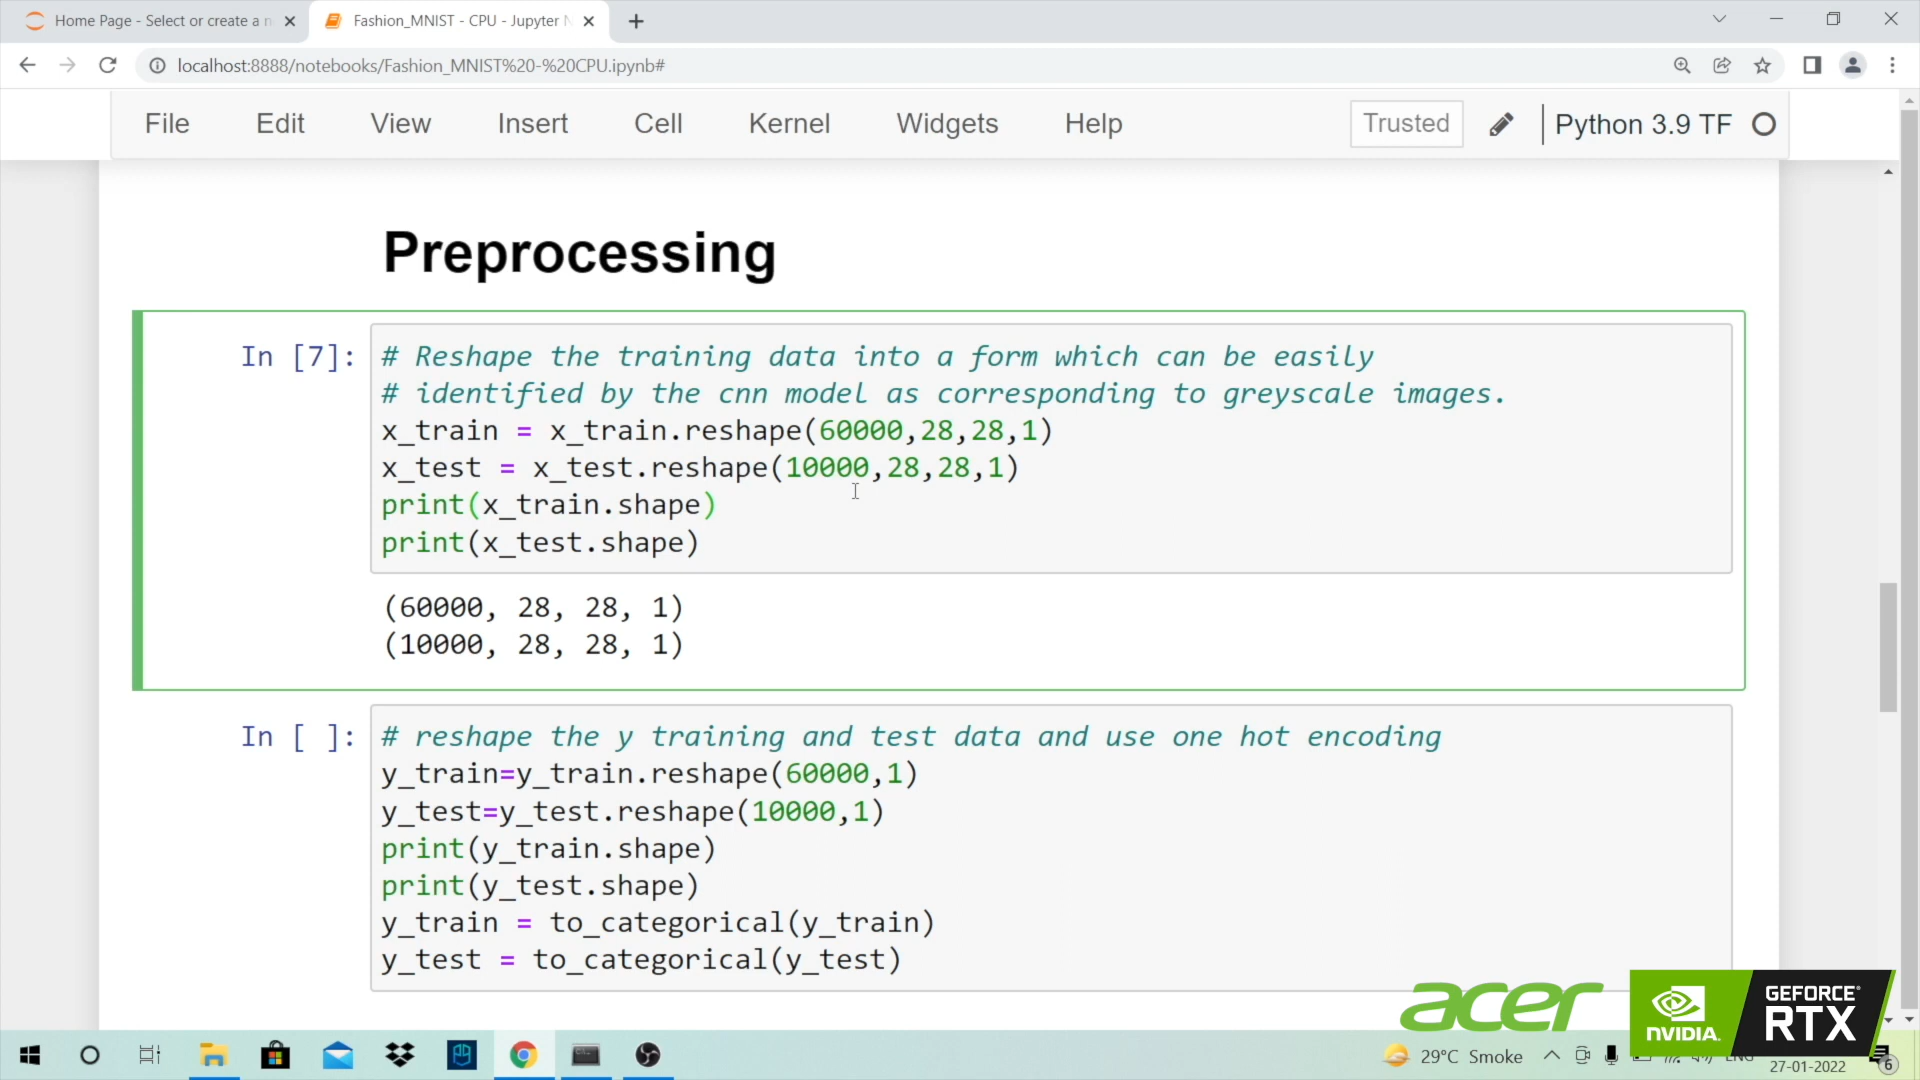 Home Page - Select or create a n
Fashion_MNIST - CPU - Jupyter N
localhost:8888/notebooks/Fashion_MNIST%20-%20CPU.ipynb#
File Edit View Insert Cell Kernel Widgets Help Trusted Python 3.9 TF
Preprocessing
In [7]:
# Reshape the training data into a form which can be easily
# identified by the cnn model as corresponding to greyscale images.
x_train = x_train.reshape(60000,28,28,1)
x_test = x_test.reshape(10000,28,28,1)
print(x_train.shape)
print(x_test.shape)
(60000, 28, 28, 1)
(10000, 28, 28, 1)
In [ ]:
# reshape the y training and test data and use one hot encoding
y_train=y_train.reshape(60000,1)
y_test=y_test.reshape(10000,1)
print(y_train.shape)
print(y_test.shape)
y_train = to_categorical(y_train)
y_test = to_categorical(y_test)
acer
NVIDIA.
GEFORCE®
RTX
29°C Smoke
ENG
27-01-2022
6